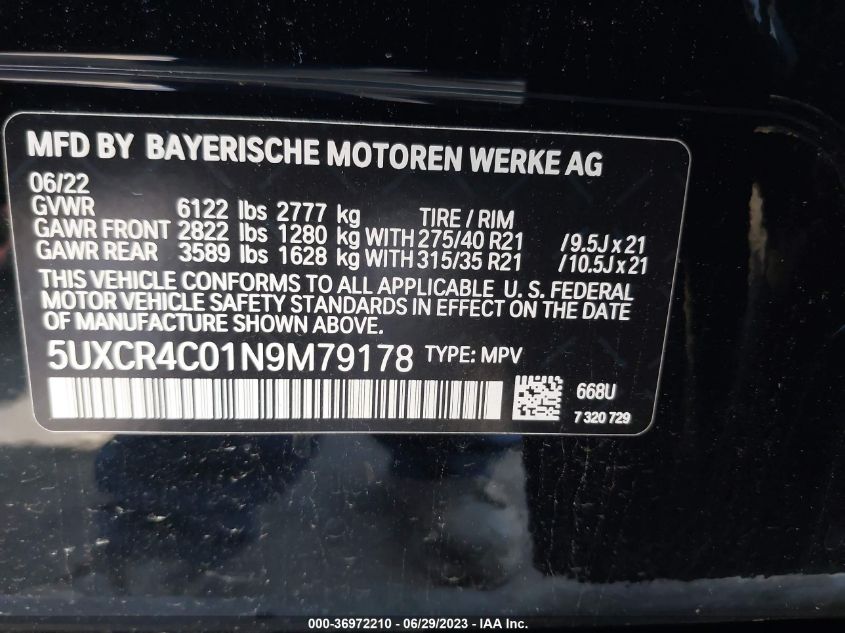 MFD BY BAYERISCHE MOTOREN WERKE AG
06/22
GVWR 6122 lbs 2777 kg TIRE / RIM
GAWR FRONT 2822 lbs 1280 kg WITH 275/40 R21 /9.5J x 21
GAWR REAR 3589 lbs 1628 kg WITH 315/35 R21 /10.5J x 21
THIS VEHICLE CONFORMS TO ALL APPLICABLE U. S. FEDERAL
MOTOR VEHICLE SAFETY STANDARDS IN EFFECT ON THE DATE
OF MANUFACTURE SHOWN ABOVE.
5UXCR4C01N9M79178 TYPE: MPV
668U
7 320 729
000-36972210 - 06/29/2023 - IAA Inc.